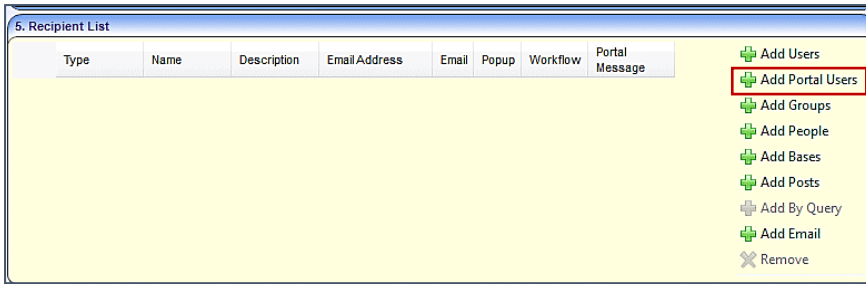 5. Recipient List
Type Name Description Email Address Email Popup Workflow Portal Message
Add Users
Add Portal Users
Add Groups
Add People
Add Bases
Add Posts
Add By Query
Add Email
Remove